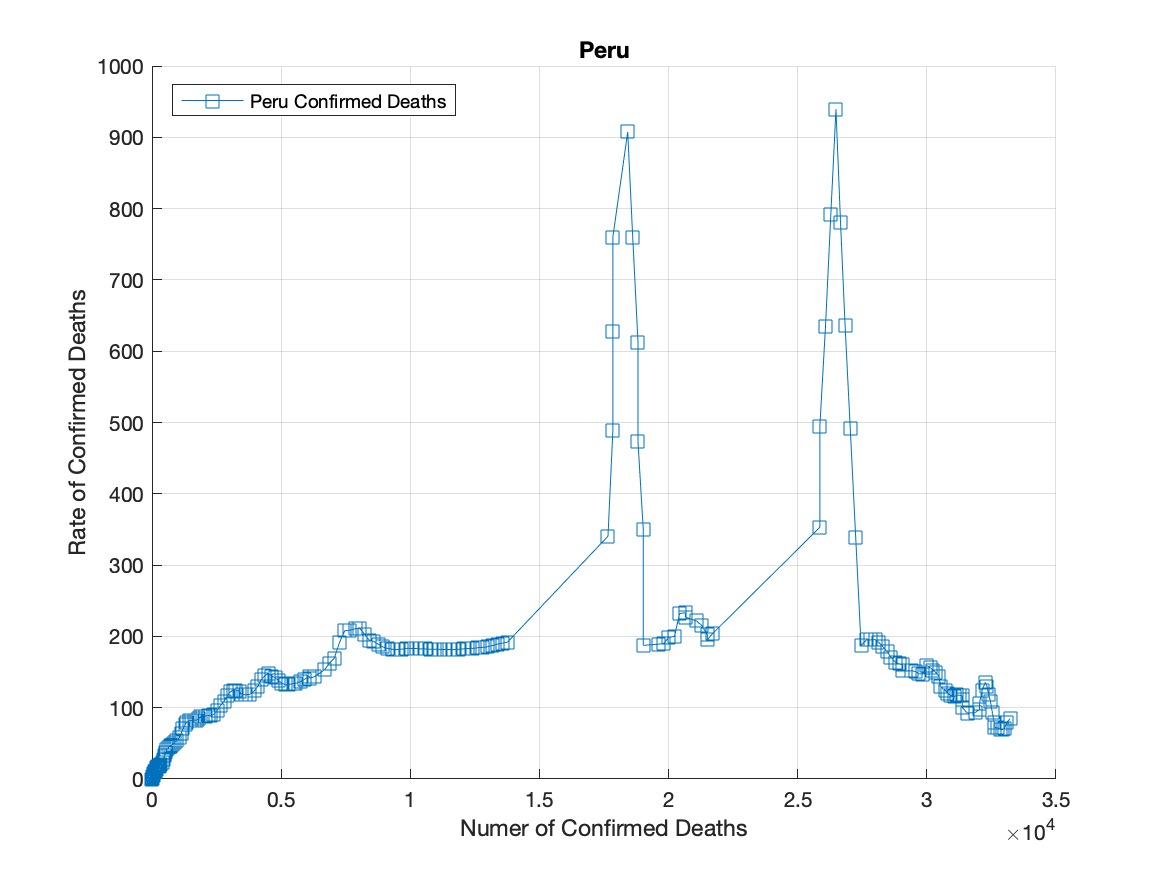 Peru
Peru Confirmed Deaths
Rate of Confirmed Deaths
1000
900
800
700
600
500
400
300
200
100
0
0 0.5 1 1.5 2 2.5 3 3.5
Numer of Confirmed Deaths
×10^4